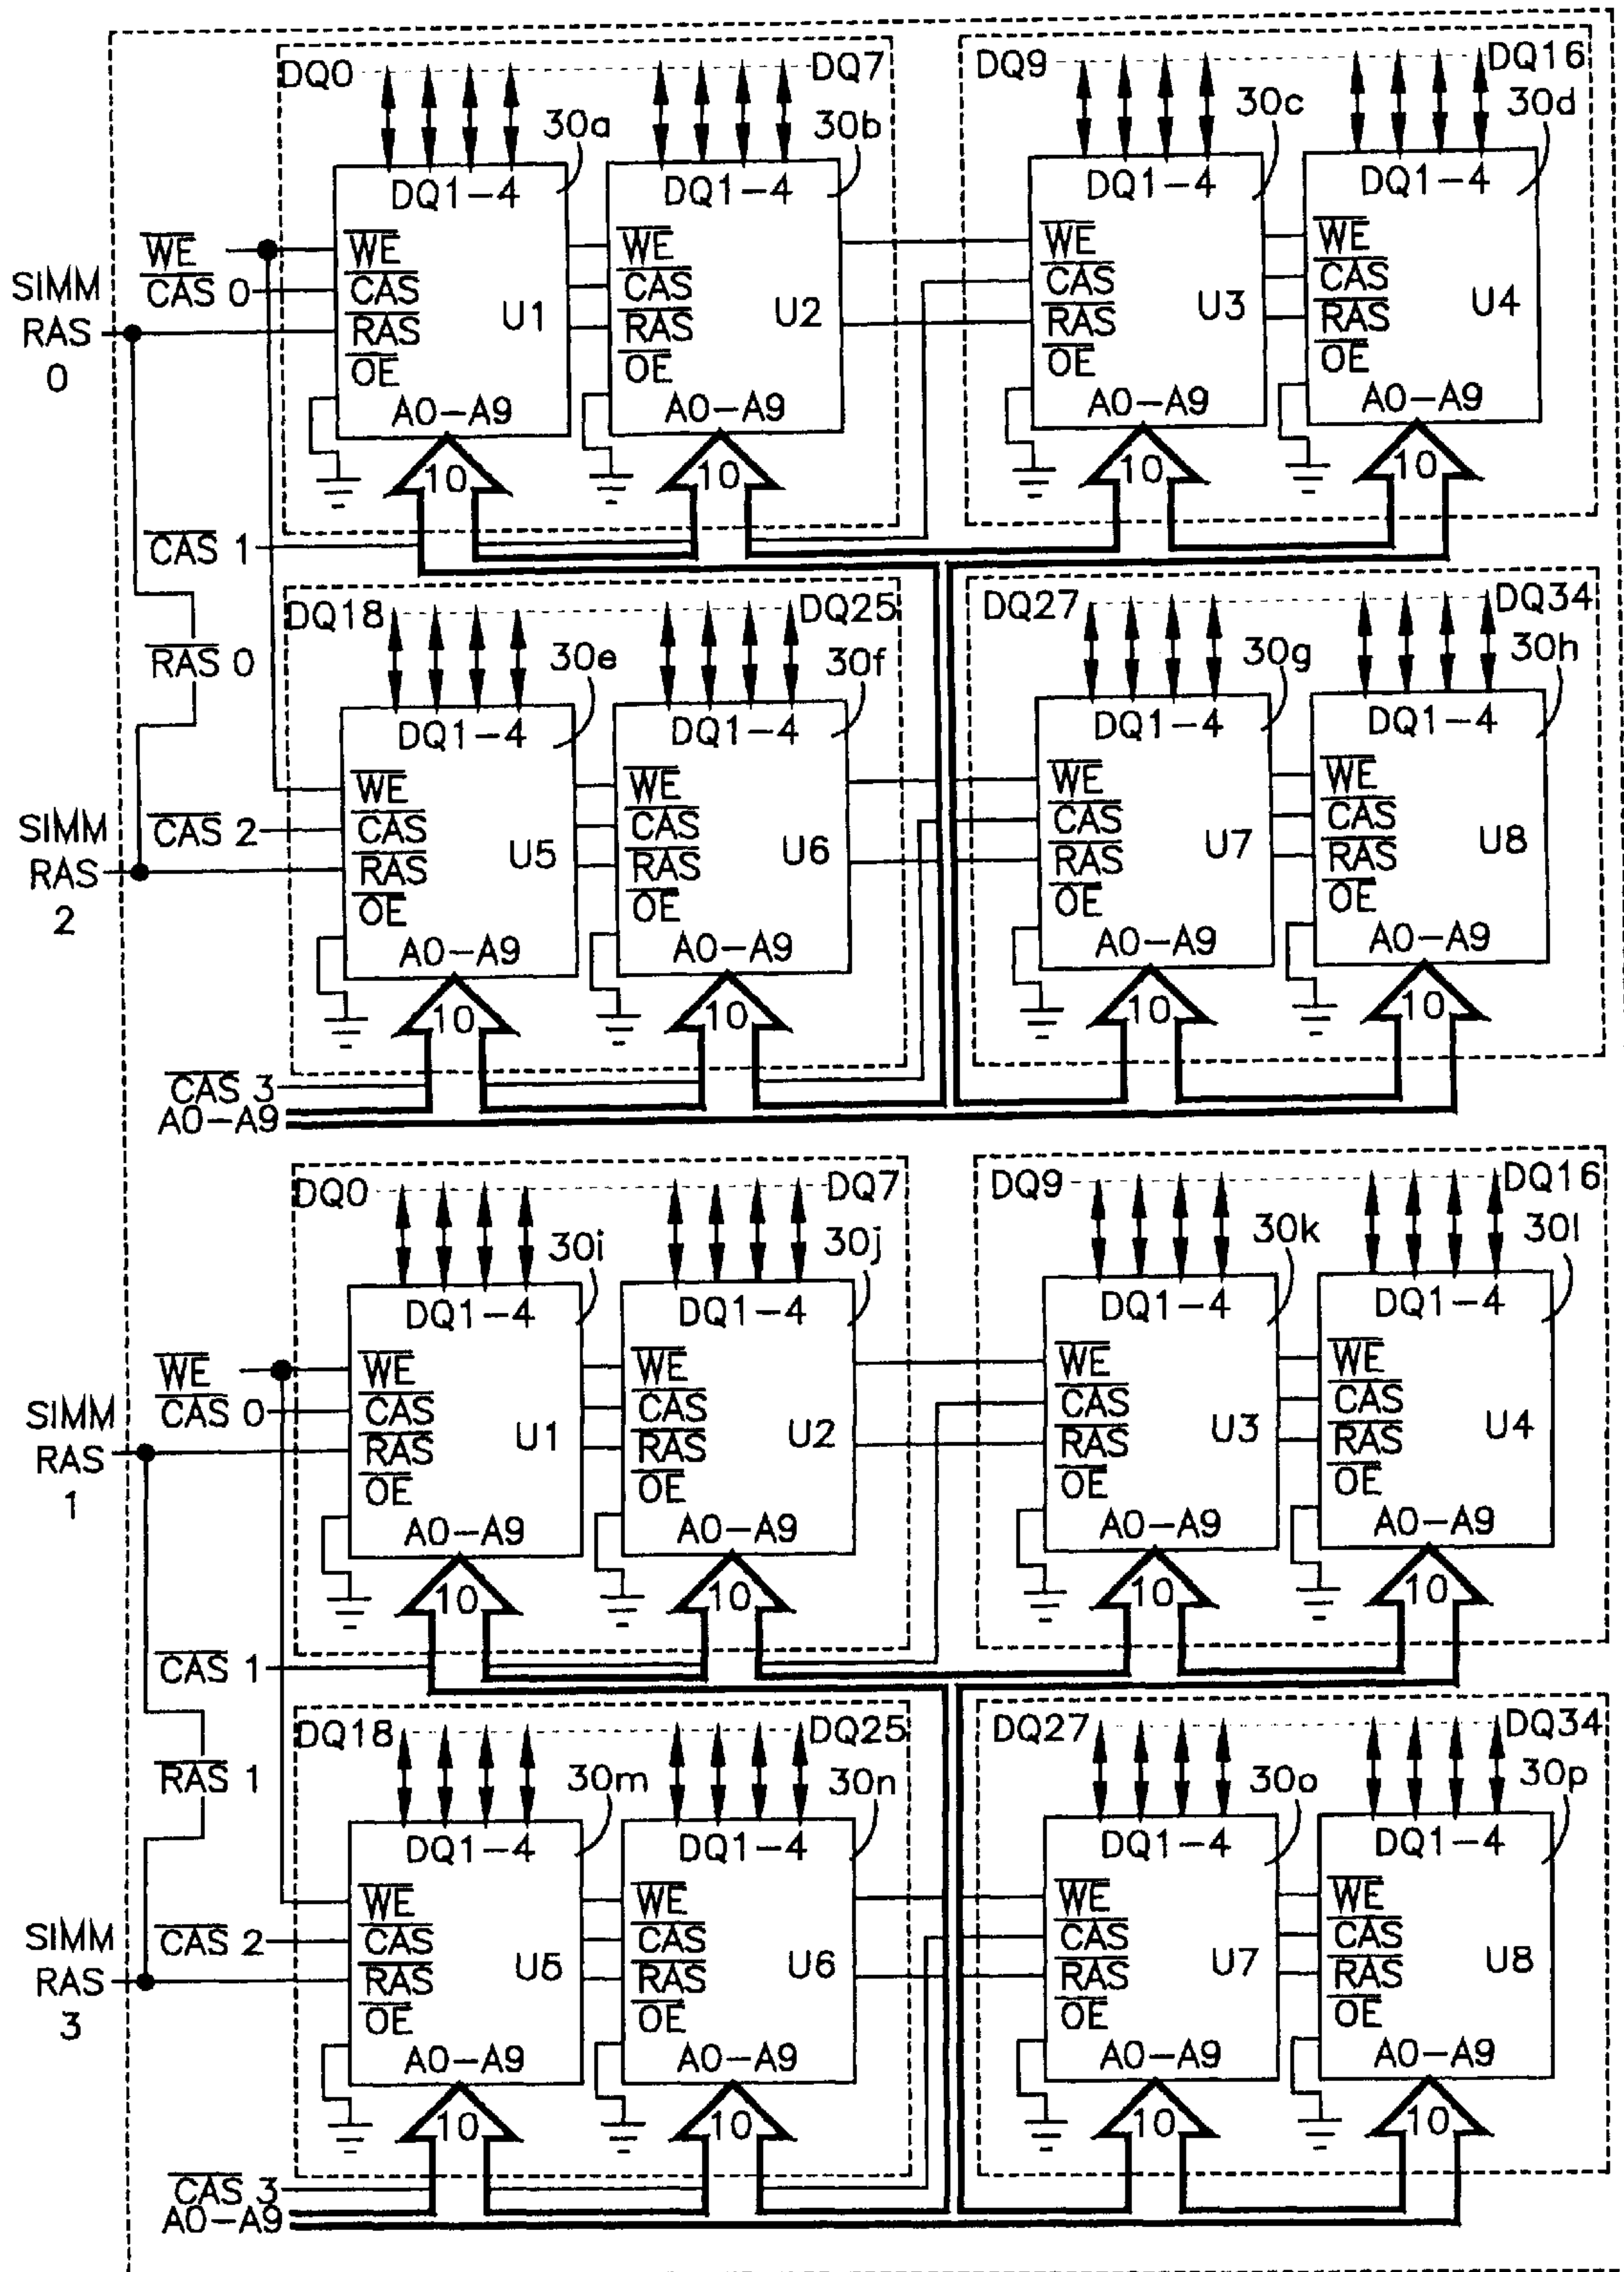 DQ0 DQ7 DQ9 DQ16
30a 30b 30c 30d
DQ1-4 DQ1-4 DQ1-4 DQ1-4
WE WE WE WE WE
CAS 0 CAS CAS CAS CAS
SIMM RAS 0
RAS RAS RAS RAS
U1 U2 U3 U4
OE OE OE OE
A0-A9 A0-A9 A0-A9 A0-A9
10 10 10 10
CAS 1
DQ18 DQ25 DQ27 DQ34
RAS 0
30e 30f 30g 30h
DQ1-4 DQ1-4 DQ1-4 DQ1-4
WE WE WE WE
CAS 2 CAS CAS CAS CAS
SIMM RAS 2
RAS RAS RAS RAS
U5 U6 U7 U8
OE OE OE OE
A0-A9 A0-A9 A0-A9 A0-A9
10 10 10 10
CAS 3
A0-A9
DQ0 DQ7 DQ9 DQ16
30i 30j 30k 30l
DQ1-4 DQ1-4 DQ1-4 DQ1-4
WE WE WE WE WE
CAS 0 CAS CAS CAS CAS
SIMM RAS 1
RAS RAS RAS RAS
U1 U2 U3 U4
OE OE OE OE
A0-A9 A0-A9 A0-A9 A0-A9
10 10 10 10
CAS 1
DQ18 DQ25 DQ27 DQ34
RAS 1
30m 30n 30o 30p
DQ1-4 DQ1-4 DQ1-4 DQ1-4
WE WE WE WE
CAS 2 CAS CAS CAS CAS
SIMM RAS 3
RAS RAS RAS RAS
U5 U6 U7 U8
OE OE OE OE
A0-A9 A0-A9 A0-A9 A0-A9
10 10 10 10
CAS 3
A0-A9